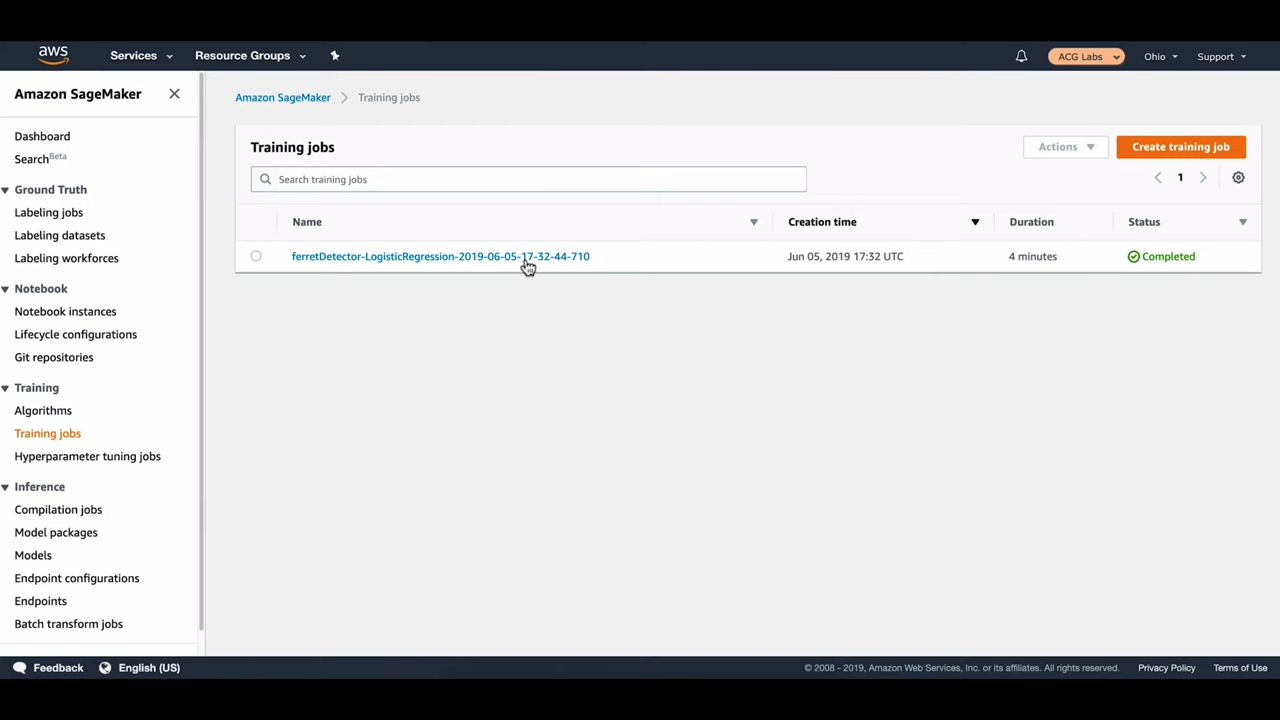 aws Services Resource Groups ACG Labs Ohio Support
Amazon SageMaker
Dashboard
Search Beta
Ground Truth
Labeling jobs
Labeling datasets
Labeling workforces
Notebook
Notebook instances
Lifecycle configurations
Git repositories
Training
Algorithms
Training jobs
Hyperparameter tuning jobs
Inference
Compilation jobs
Model packages
Models
Endpoint configurations
Endpoints
Batch transform jobs
Amazon SageMaker > Training jobs
Training jobs Actions Create training job
Search training jobs < 1 >
Name Creation time Duration Status
ferretDetector-LogisticRegression-2019-06-05-17-32-44-710 Jun 05, 2019 17:32 UTC 4 minutes Completed
Feedback English (US) © 2008 - 2019, Amazon Web Services, Inc. or its affiliates. All rights reserved. Privacy Policy Terms of Use